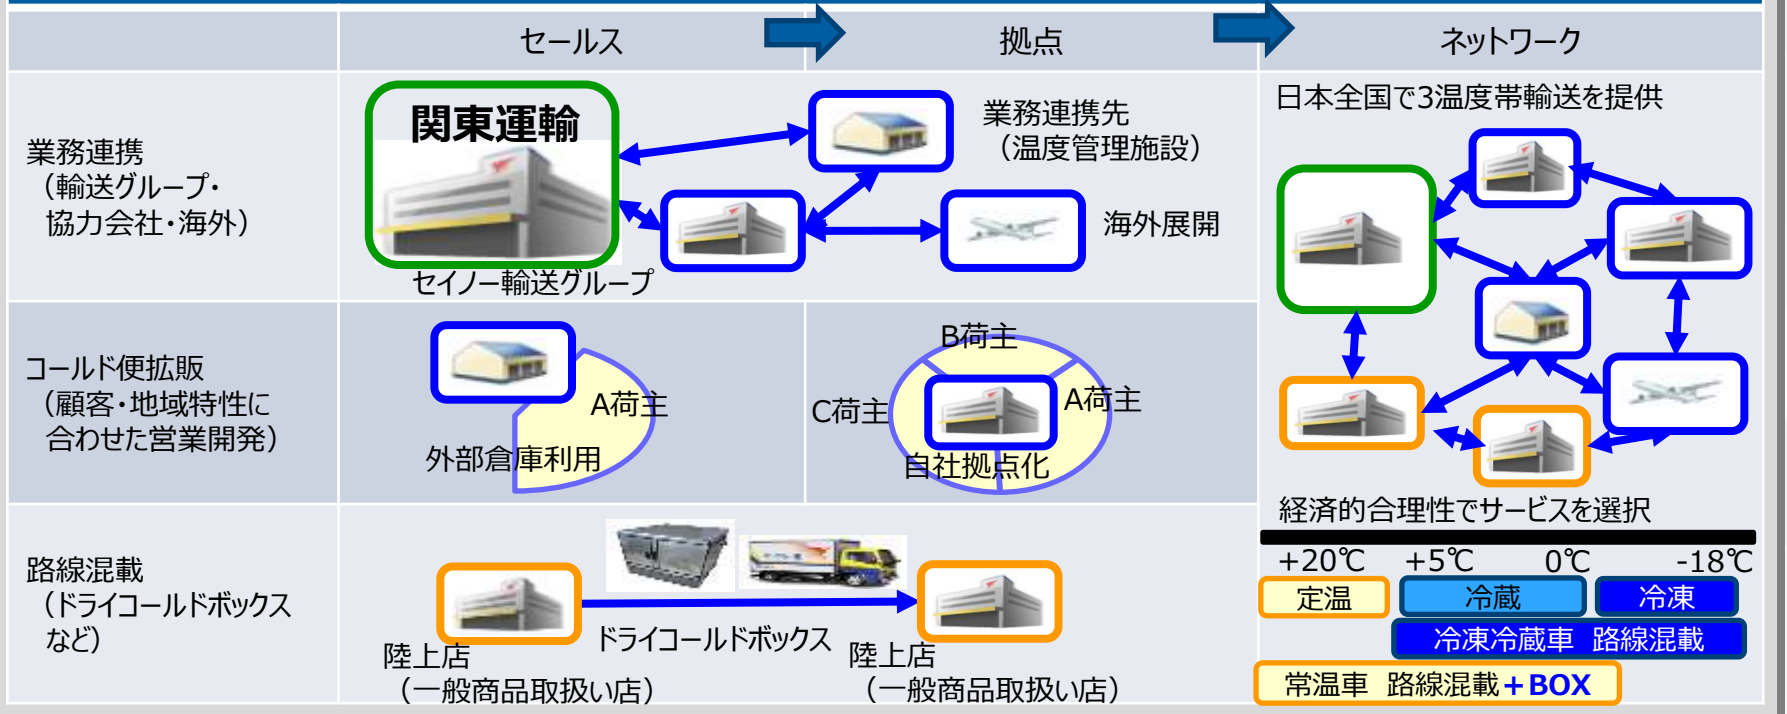 セールス
拠点
ネットワーク
業務連携
（輸送グループ・
協力会社・海外）
関東運輸
セイノー輸送グループ
業務連携先
（温度管理施設）
海外展開
日本全国で3温度帯輸送を提供
コールド便拡販
（顧客・地域特性に
合わせた営業開発）
A荷主
外部倉庫利用
B荷主
C荷主
A荷主
自社拠点化
経済的合理性でサービスを選択
路線混載
（ドライコールドボックス
など）
陸上店
（一般商品取扱い店）
ドライコールドボックス
陸上店
（一般商品取扱い店）
+20℃ +5℃ 0℃ -18℃
定温 冷蔵 冷凍
冷凍冷蔵車 路線混載
常温車 路線混載+BOX